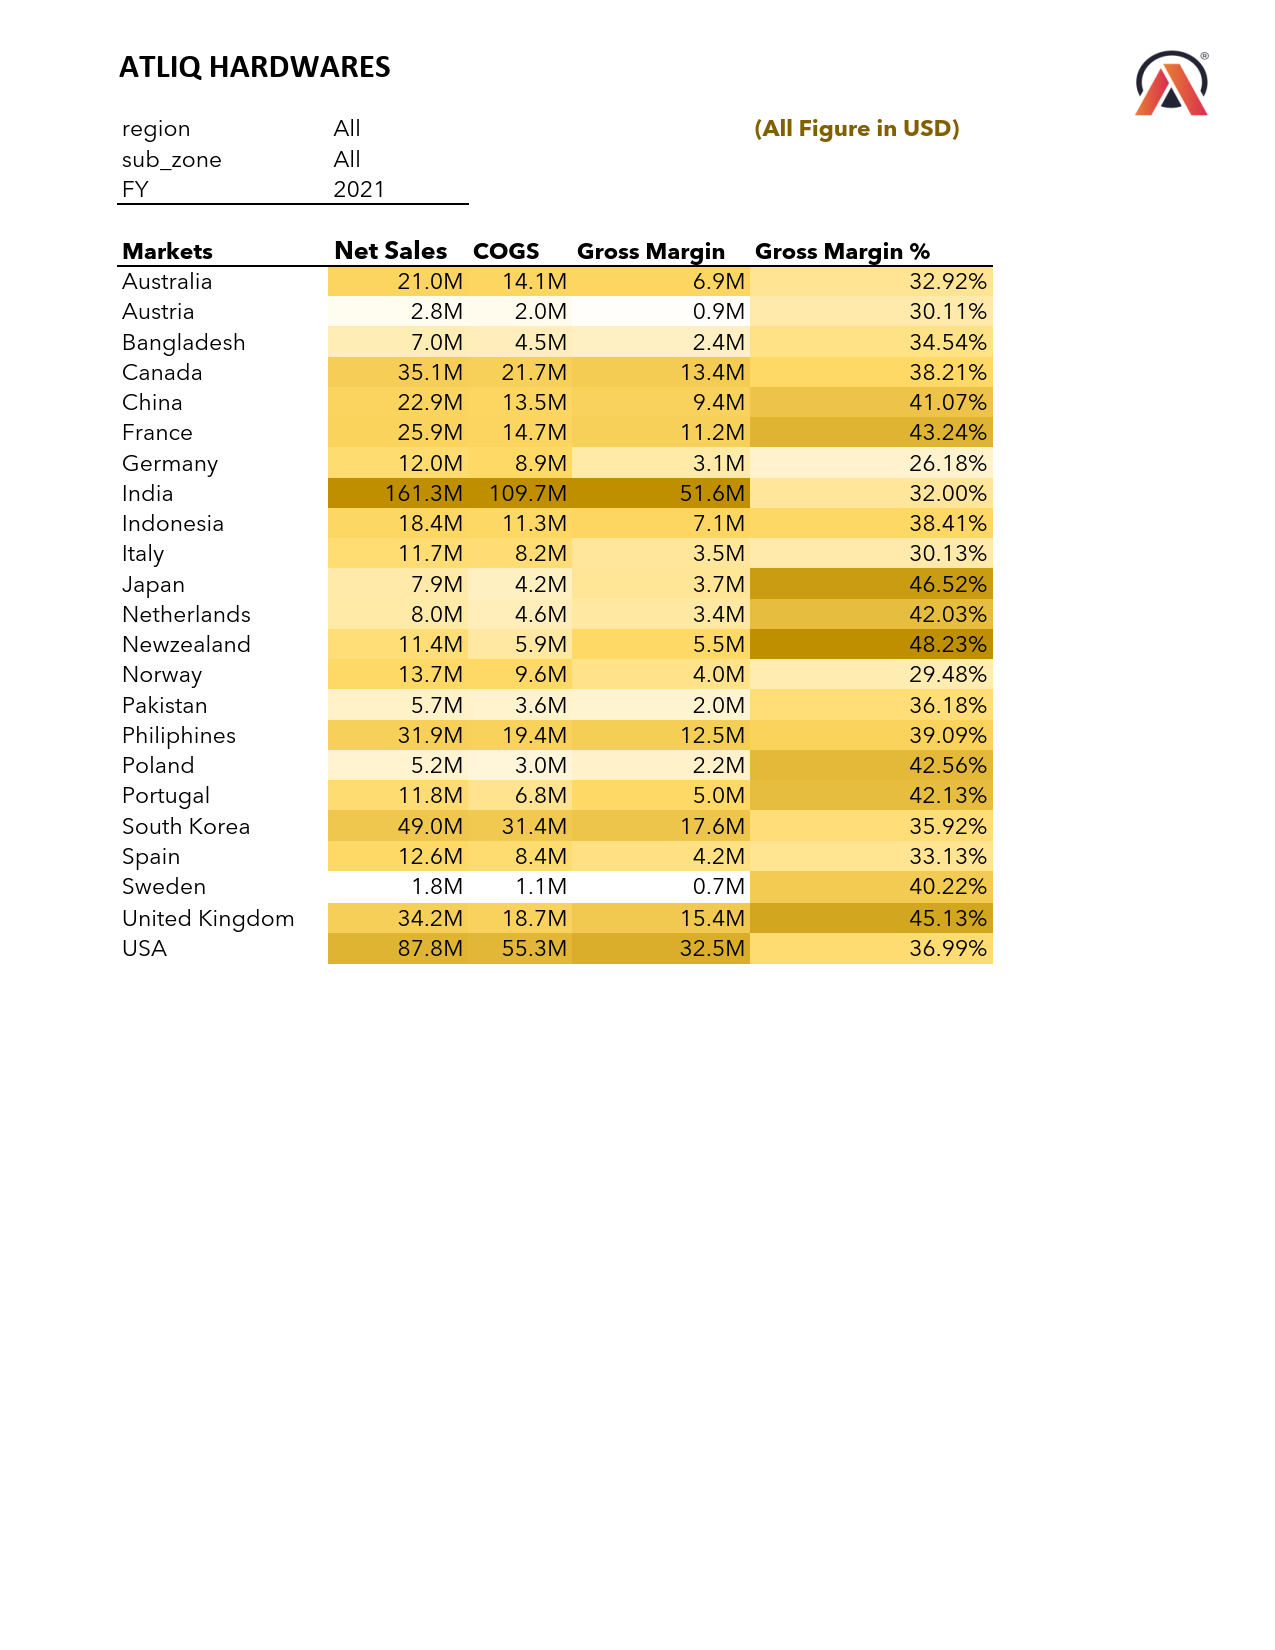 ATLIQ HARDWARES
®
region All (All Figure in USD)
sub_zone All
FY 2021
Markets Net Sales COGS Gross Margin Gross Margin %
Australia 21.0M 14.1M 6.9M 32.92%
Austria 2.8M 2.0M 0.9M 30.11%
Bangladesh 7.0M 4.5M 2.4M 34.54%
Canada 35.1M 21.7M 13.4M 38.21%
China 22.9M 13.5M 9.4M 41.07%
France 25.9M 14.7M 11.2M 43.24%
Germany 12.0M 8.9M 3.1M 26.18%
India 161.3M 109.7M 51.6M 32.00%
Indonesia 18.4M 11.3M 7.1M 38.41%
Italy 11.7M 8.2M 3.5M 30.13%
Japan 7.9M 4.2M 3.7M 46.52%
Netherlands 8.0M 4.6M 3.4M 42.03%
Newzealand 11.4M 5.9M 5.5M 48.23%
Norway 13.7M 9.6M 4.0M 29.48%
Pakistan 5.7M 3.6M 2.0M 36.18%
Philiphines 31.9M 19.4M 12.5M 39.09%
Poland 5.2M 3.0M 2.2M 42.56%
Portugal 11.8M 6.8M 5.0M 42.13%
South Korea 49.0M 31.4M 17.6M 35.92%
Spain 12.6M 8.4M 4.2M 33.13%
Sweden 1.8M 1.1M 0.7M 40.22%
United Kingdom 34.2M 18.7M 15.4M 45.13%
USA 87.8M 55.3M 32.5M 36.99%